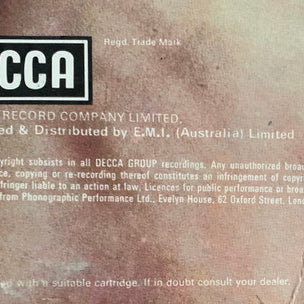 Regd. Trade Mark
CCA
RECORD COMPANY LIMITED.
ed & Distributed by E.M.I. (Australia) Limited
yright subsists in all DECCA GROUP recordings. Any unauthorized broa
ce, copying or re-recording thereof constitutes an infringement of copyr
fringer liable to an action at law. Licences for public performance or broa
from Phonographic Performance Ltd., Evelyn House, 62 Oxford Street, Lon
ed with a suitable cartridge. If in doubt consult your dealer.